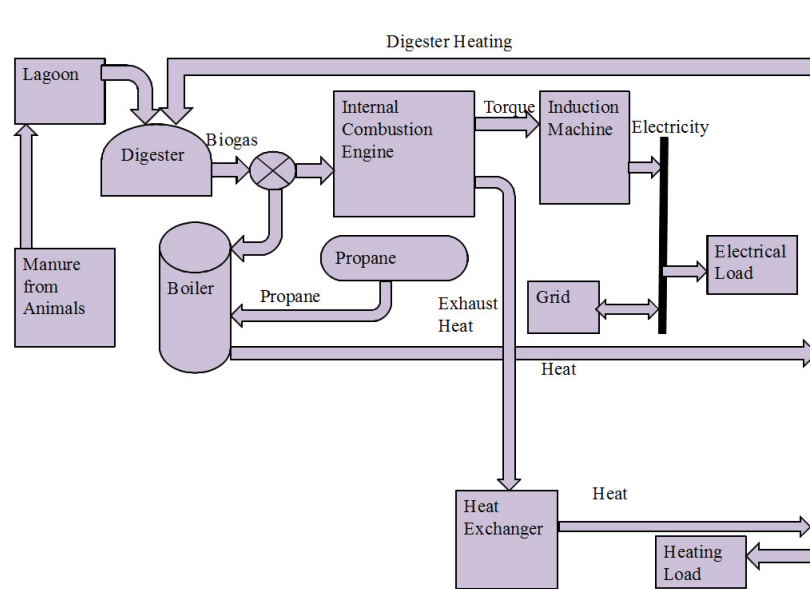 Digester Heating
Lagoon
Internal
Combustion
Engine
Torque
Induction
Machine
Electricity
Biogas
Digester
Manure
from
Animals
Boiler
Propane
Propane
Exhaust
Heat
Grid
Electrical
Load
Heat
Heat
Exchanger
Heat
Heating
Load